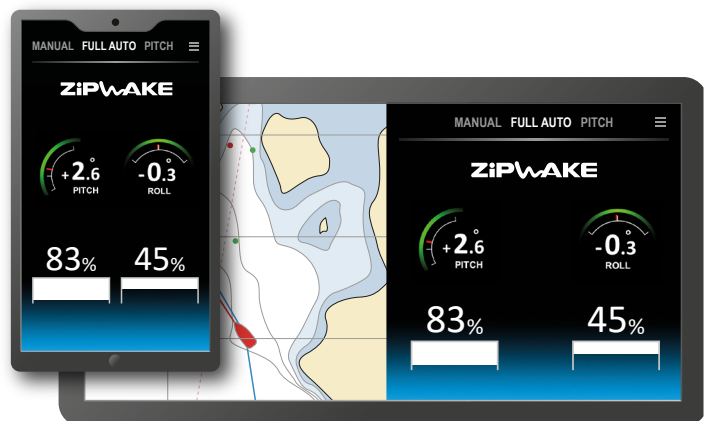 MANUAL FULL AUTO PITCH
ZIPWAKE
+2.6° -0.3°
PITCH ROLL
83% 45%
MANUAL FULL AUTO PITCH
ZIPWAKE
+2.6° -0.3°
PITCH ROLL
83% 45%